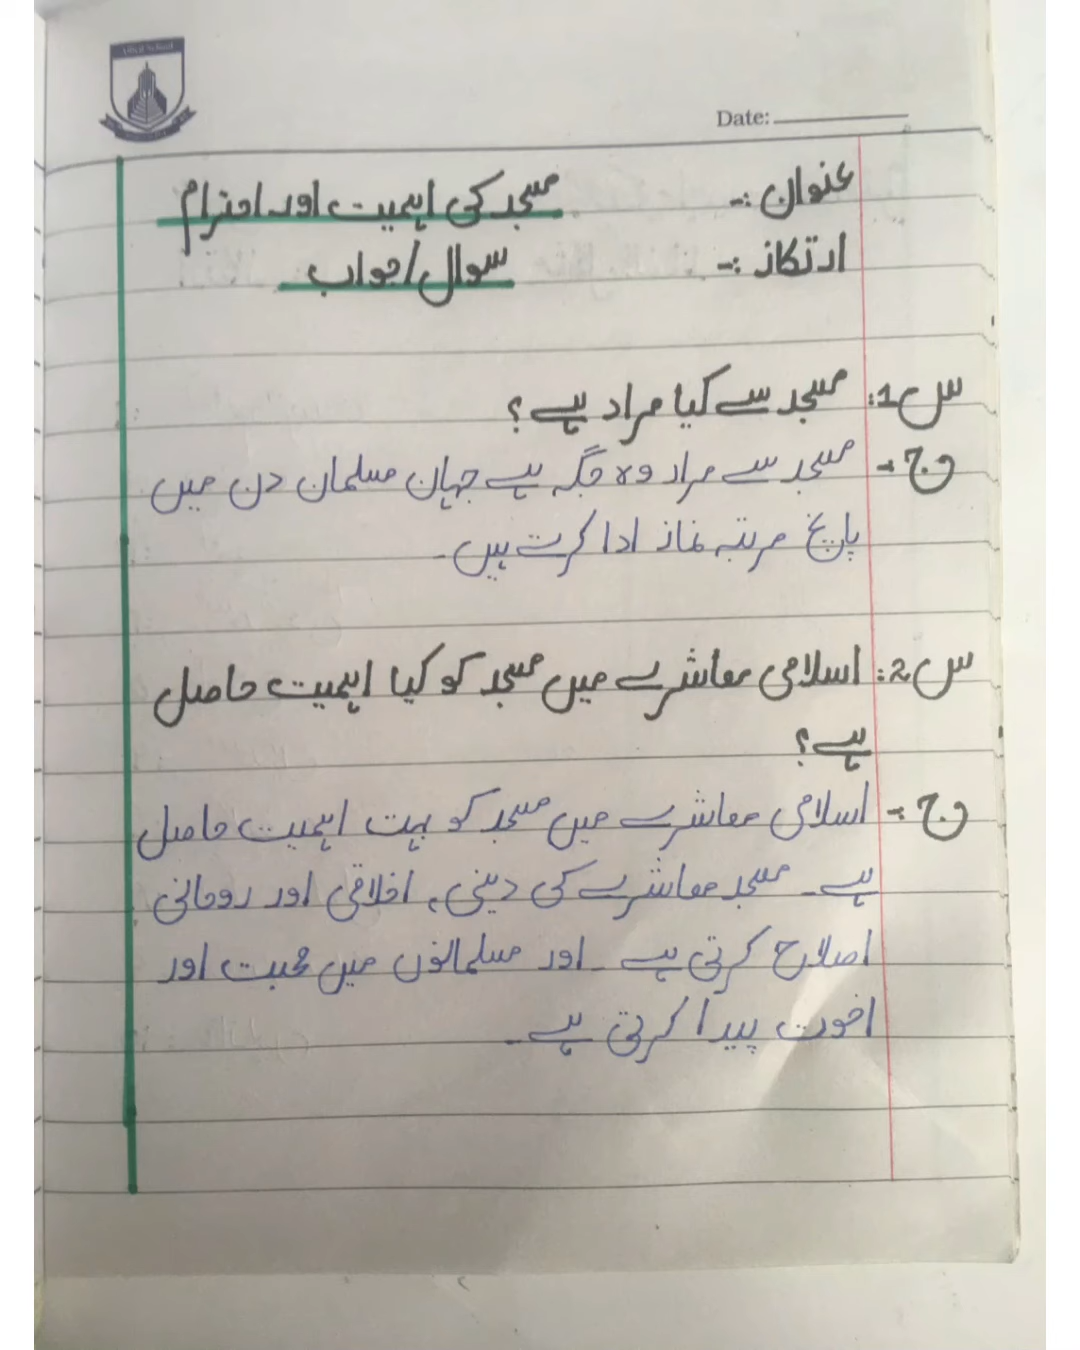 Allied School
Date:
عنوان :- مسجد کی اہمیت اور احترام
ارتکاز :- سوال/جواب
س1: مسجد سے کیا مراد ہے؟
ج:- مسجد سے مراد وہ جگہ ہے جہاں مسلمان دن میں
پانچ مرتبہ نماز ادا کرتے ہیں۔
س2: اسلامی معاشرے میں مسجد کو کیا اہمیت حاصل
ہے؟
ج:- اسلامی معاشرے میں مسجد کو بہت اہمیت حاصل
ہے۔ مسجد معاشرے کی دینی، اخلاقی اور روحانی
اصلاح کرتی ہے۔ اور مسلمانوں میں محبت اور
اخوت پیدا کرتی ہے۔